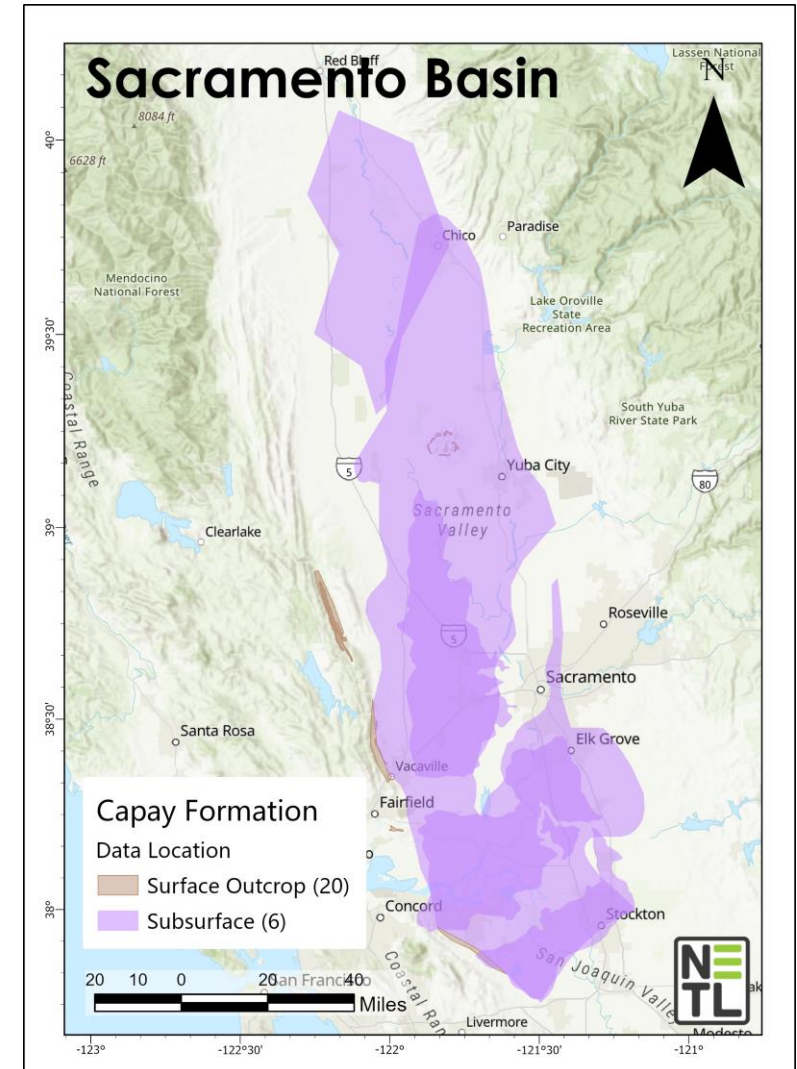 Sacramento Basin
Red Bluff
Lassen National
Forest
N
8084 ft
6628 ft
40°
Chico
Paradise
Mendocino
National Forest
Lake Oroville
State
Recreation Area
39°30'
Coastal Range
South Yuba
River State Park
5
Yuba City
80
Sacramento
Valley
39°
Clearlake
Roseville
5
Sacramento
38°30'
Santa Rosa
Elk Grove
Vacaville
Capay Formation
Fairfield
Data Location
Surface Outcrop (20)
Subsurface (6)
38°
Concord
Stockton
San Joaquin Valley
NETL
20 10 0 20 40
Miles
San Francisco
Coastal Ran
ak
Livermore
Modesto
-123° -122°30' -122° -121°30' -121°